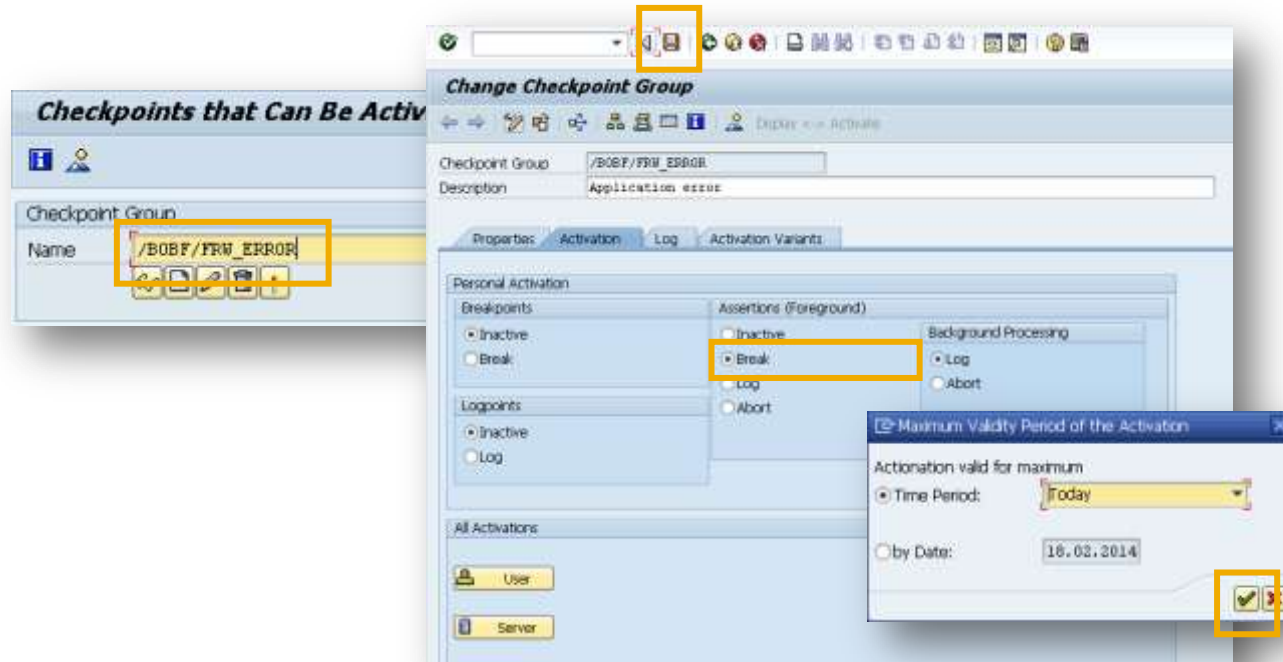 Checkpoints that Can Be Activ
Checkpoint Group
Name /BOBF/FRW_ERROR
Change Checkpoint Group
Display <-> Activate
Checkpoint Group /BOBF/FRW_ERROR
Description Application error
Properties Activation Log Activation Variants
Personal Activation
Breakpoints
Inactive
Break
Logpoints
Inactive
Log
Assertions (Foreground)
Inactive
Break
Log
Abort
Background Processing
Log
Abort
All Activations
User
Server
Maximum Validity Period of the Activation
Actionation valid for maximum
Time Period: Today
by Date: 18.02.2014